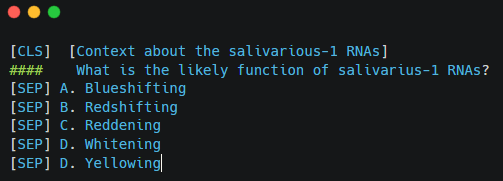 [CLS] [Context about the salivarious-1 RNAs]
#### What is the likely function of salivarius-1 RNAs?
[SEP] A. Blueshifting
[SEP] B. Redshifting
[SEP] C. Reddening
[SEP] D. Whitening
[SEP] D. Yellowing